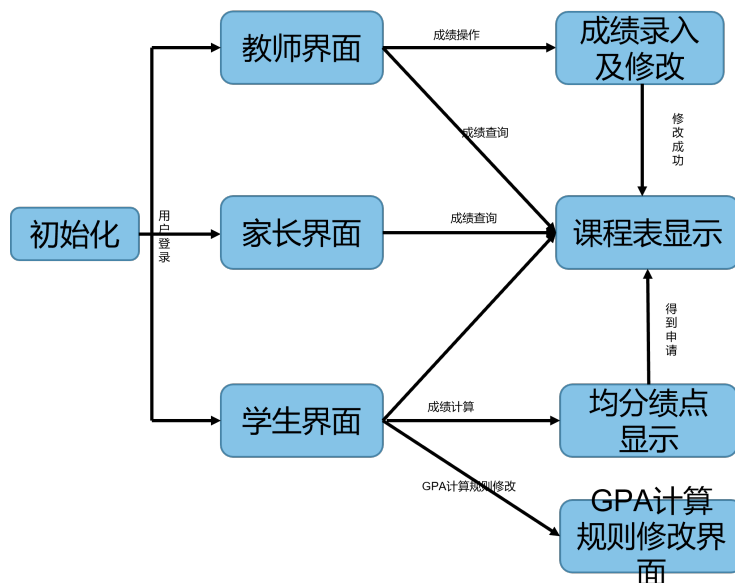 教师界面
成绩操作
成绩录入
及修改
成绩查询
修
改
成
功
初始化
用
户
登
录
家长界面
成绩查询
课程表显示
得
到
申
请
学生界面
成绩计算
均分绩点
显示
GPA计算规则修改
GPA计算
规则修改界
面